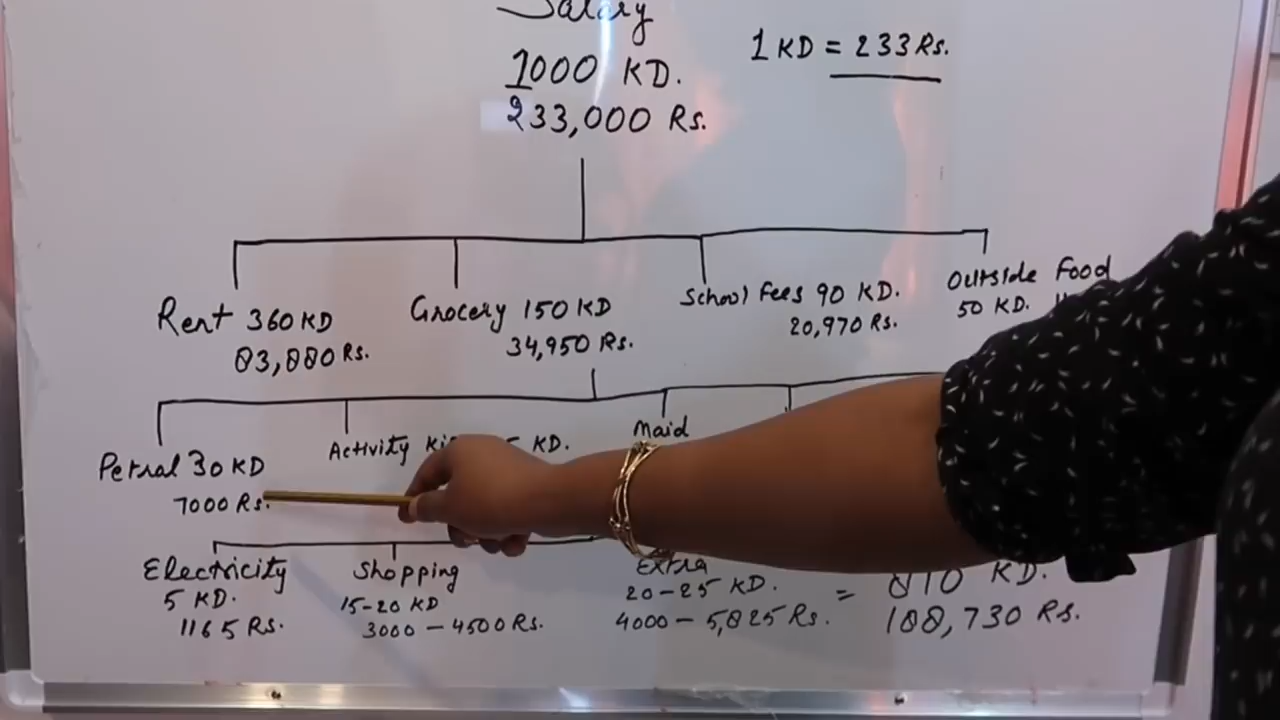 Salary
1000 KD.
233,000 Rs.
1 KD = 233 Rs.
Rent 360 KD
83,880 Rs.
Grocery 150 KD
34,950 Rs.
School Fees 90 KD.
20,970 Rs.
Outside Food
50 KD.
Petral 30 KD
7000 Rs.
Activity KD.
Maid
Electricity
5 KD.
1165 Rs.
Shopping
15-20 KD
3000 - 4500 Rs.
Extra
20-25 KD.
4000 - 5,825 Rs.
= 810 KD.
188,730 Rs.